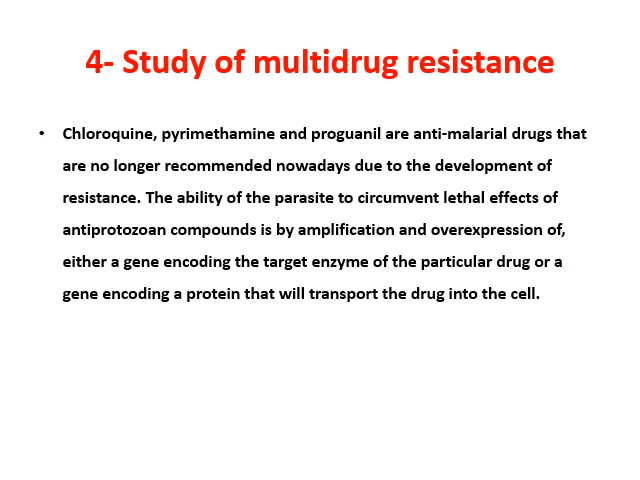 4- Study of multidrug resistance
• Chloroquine, pyrimethamine and proguanil are anti-malarial drugs that
are no longer recommended nowadays due to the development of
resistance. The ability of the parasite to circumvent lethal effects of
antiprotozoan compounds is by amplification and overexpression of,
either a gene encoding the target enzyme of the particular drug or a
gene encoding a protein that will transport the drug into the cell.